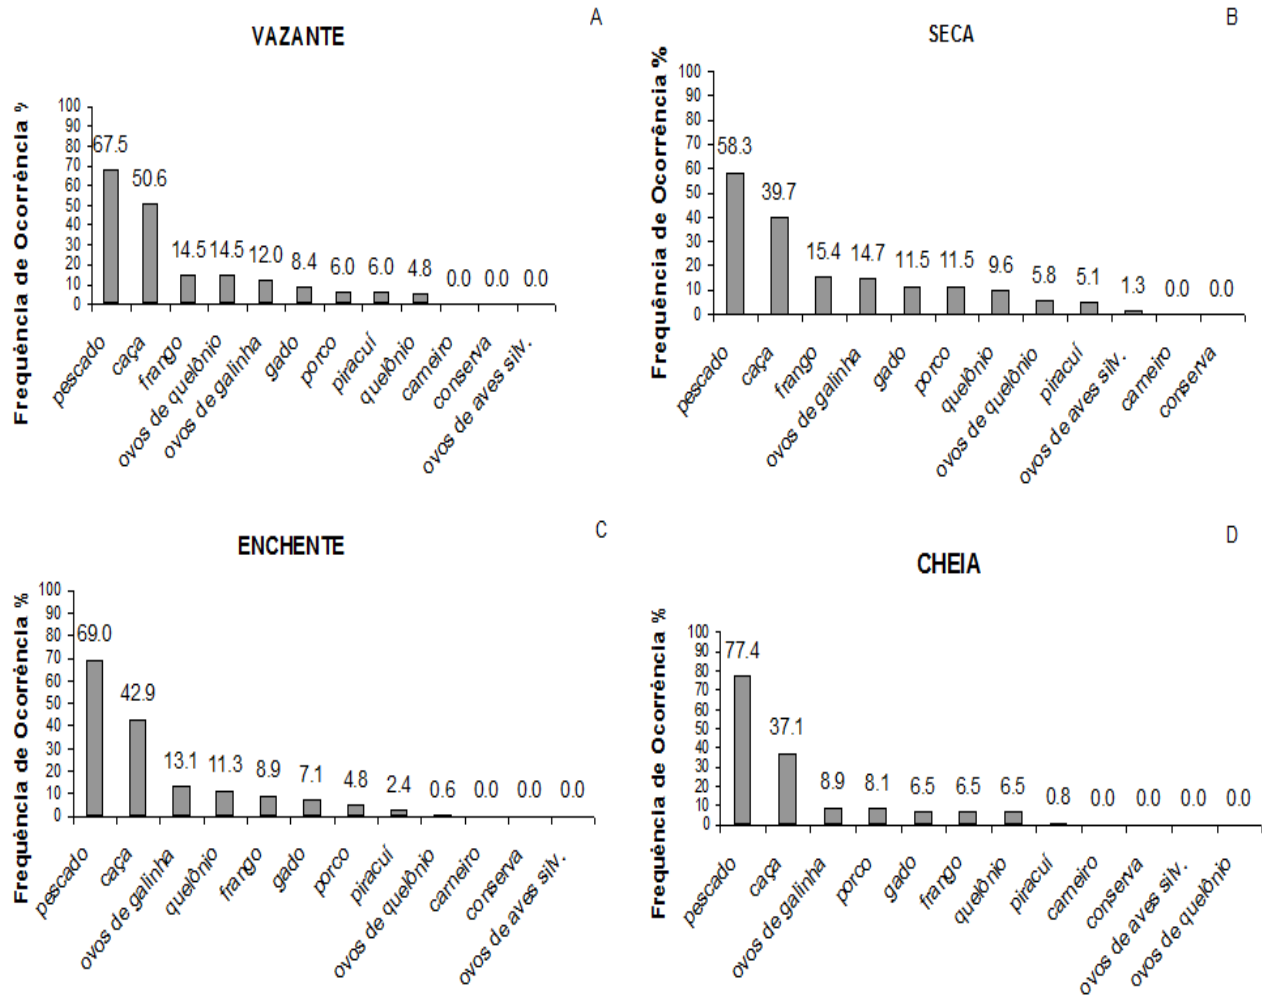 A
VAZANTE
Frequência de Ocorrência %
100
90
80
70
60
50
40
30
20
10
0
67.5 50.6 14.5 14.5 12.0 8.4 6.0 6.0 4.8 0.0 0.0 0.0
pescado caça frango ovos de quelônio ovos de galinha gado porco piracuí quelônio carneiro conserva ovos de aves silv.
B
SECA
Frequência de Ocorrência %
100
90
80
70
60
50
40
30
20
10
0
58.3 39.7 15.4 14.7 11.5 11.5 9.6 5.8 5.1 1.3 0.0 0.0
pescado caça frango ovos de galinha gado porco quelônio ovos de quelônio piracuí ovos de aves silv. carneiro conserva
C
ENCHENTE
Frequência de Ocorrência %
100
90
80
70
60
50
40
30
20
10
0
69.0 42.9 13.1 11.3 8.9 7.1 4.8 2.4 0.6 0.0 0.0 0.0
pescado caça ovos de galinha quelônio frango gado porco piracuí ovos de quelônio carneiro conserva ovos de aves silv.
D
CHEIA
Frequência de Ocorrência %
100
90
80
70
60
50
40
30
20
10
0
77.4 37.1 8.9 8.1 6.5 6.5 6.5 0.8 0.0 0.0 0.0 0.0
pescado caça ovos de galinha porco gado frango quelônio piracuí carneiro conserva ovos de aves silv. ovos de quelônio